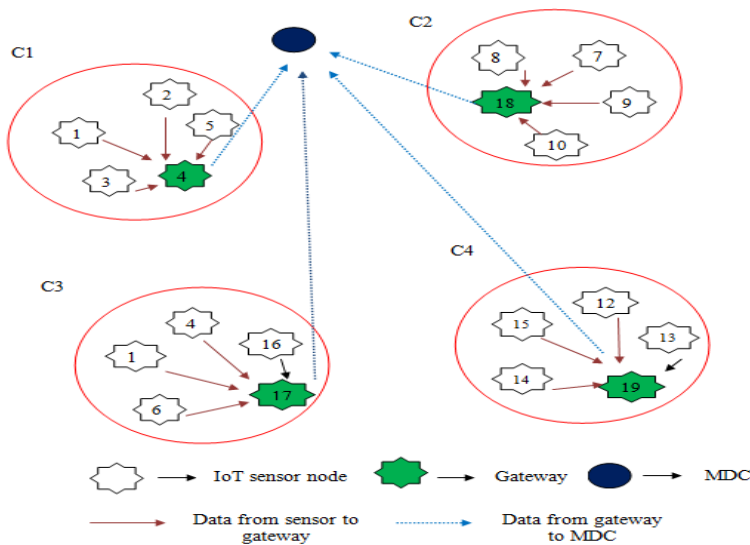 C1
C2
2
8
7
1
5
18
9
3
4
10
C3
C4
4
12
16
15
13
1
14
19
17
6
IoT sensor node
Gateway
MDC
Data from sensor to
gateway
Data from gateway
to MDC